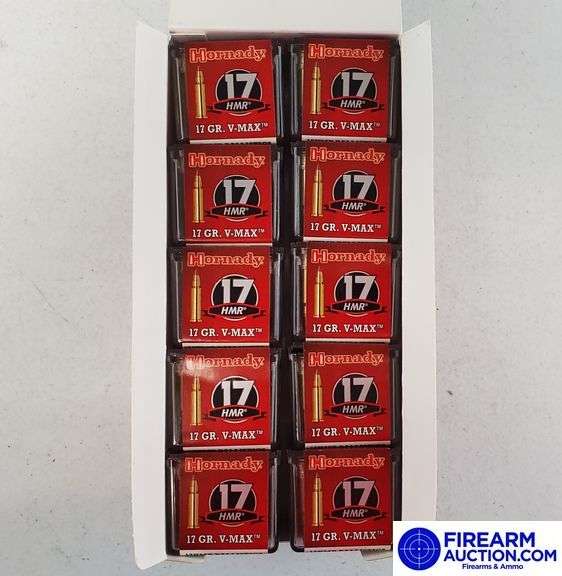 Hornady
17
HMR®
17 GR. V-MAX™
Hornady
17
HMR®
17 GR. V-MAX™
Hornady
17
HMR®
17 GR. V-MAX™
Hornady
17
HMR®
17 GR. V-MAX™
Hornady
17
HMR®
17 GR. V-MAX™
Hornady
17
HMR®
17 GR. V-MAX™
Hornady
17
HMR®
17 GR. V-MAX™
Hornady
17
HMR®
17 GR. V-MAX™
Hornady
17
HMR®
17 GR. V-MAX™
Hornady
17
HMR®
17 GR. V-MAX™
FIREARM
AUCTION.COM™
Firearms & Ammo